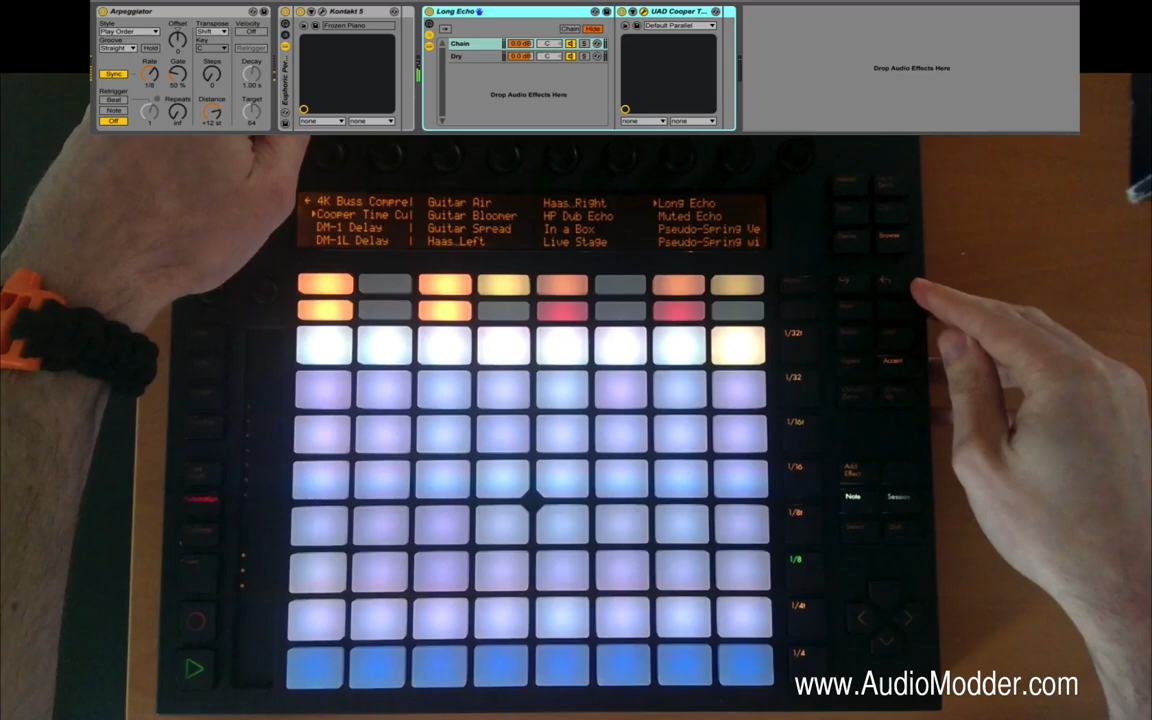 Arpeggiator
Style
Play Order
Groove
Straight
Hold
Sync
Retrigger
Beat
Note
Off
Offset
0
Rate
1/8
Gate
50 %
Repeats
1
inf
Transpose
Shift
Key
C
Steps
0
Distance
+12 st
Velocity
Off
Retrigger
Decay
1.00 s
Target
64
Kontakt 5
Frozen Piano
none
none
Long Echo
Chain
Hide
Chain
0.0 dB
C
S
Dry
0.0 dB
C
S
Drop Audio Effects Here
UAD Cooper T...
Default Parallel
none
none
Drop Audio Effects Here
4K Buss Compre
Guitar Air
Haas_Right
Long Echo
Cooper Time Cu
Guitar Bloomer
HP Dub Echo
Muted Echo
DM-1 Delay
Guitar Spread
In a Box
Pseudo-Spring Ve
DM-1L Delay
Haas_Left
Live Stage
Pseudo-Spring wi
Browse
1/32t
Accent
1/32
1/16t
1/16
Add
Effect
Note
Session
1/8t
1/8
1/4t
1/4
www.AudioModder.com